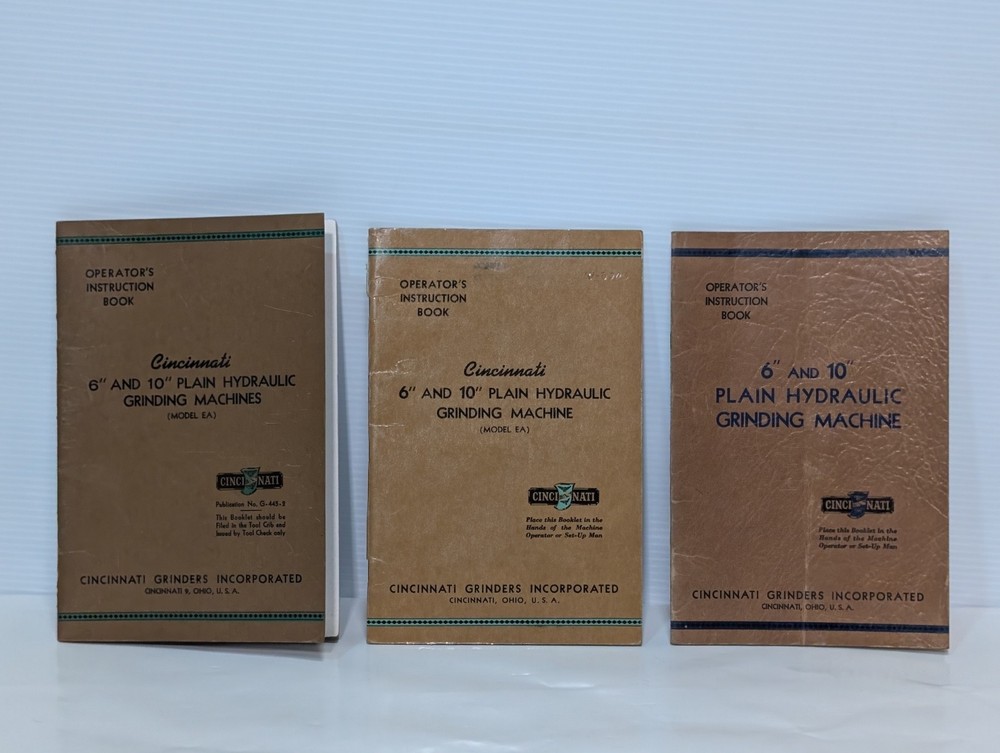 OPERATOR'S
INSTRUCTION
BOOK
Cincinnati
6" AND 10" PLAIN HYDRAULIC
GRINDING MACHINES
(MODEL EA)
CINCINNATI
Publication No. G-445-2
This Booklet should be
Filed in the Tool Crib and
Issued by Tool Check only
CINCINNATI GRINDERS INCORPORATED
CINCINNATI 9, OHIO, U. S. A.
OPERATOR'S
INSTRUCTION
BOOK
Cincinnati
6" AND 10" PLAIN HYDRAULIC
GRINDING MACHINE
(MODEL EA)
CINCINNATI
Place this Booklet in the
Hands of the Machine
Operator or Set-Up Man
CINCINNATI GRINDERS INCORPORATED
CINCINNATI, OHIO, U. S. A.
OPERATOR'S
INSTRUCTION
BOOK
6" AND 10"
PLAIN HYDRAULIC
GRINDING MACHINE
CINCINNATI
Place this Booklet in the
Hands of the Machine
Operator or Set-Up Man
CINCINNATI GRINDERS INCORPORATED
CINCINNATI, OHIO, U. S. A.